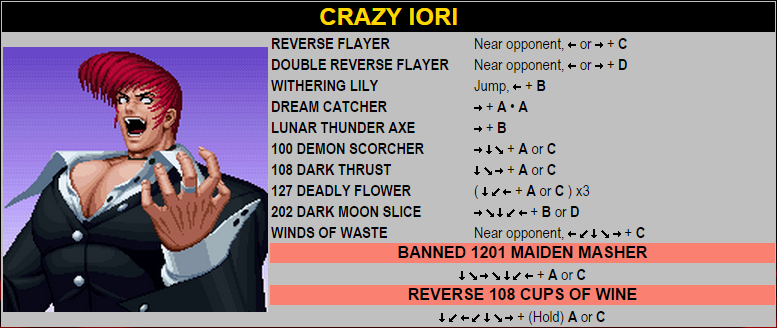 CRAZY IORI
REVERSE FLAYER Near opponent, ← or → + C
DOUBLE REVERSE FLAYER Near opponent, ← or → + D
WITHERING LILY Jump, ← + B
DREAM CATCHER → + A • A
LUNAR THUNDER AXE → + B
100 DEMON SCORCHER →↓↘ + A or C
108 DARK THRUST ↓↘→ + A or C
127 DEADLY FLOWER ( ↓↙← + A or C ) x3
202 DARK MOON SLICE →↘↓↙← + B or D
WINDS OF WASTE Near opponent, ←↙↓↘→ + C
BANNED 1201 MAIDEN MASHER
↓↘→↘↓↙← + A or C
REVERSE 108 CUPS OF WINE
↓↙←↙↓↘→ + (Hold) A or C